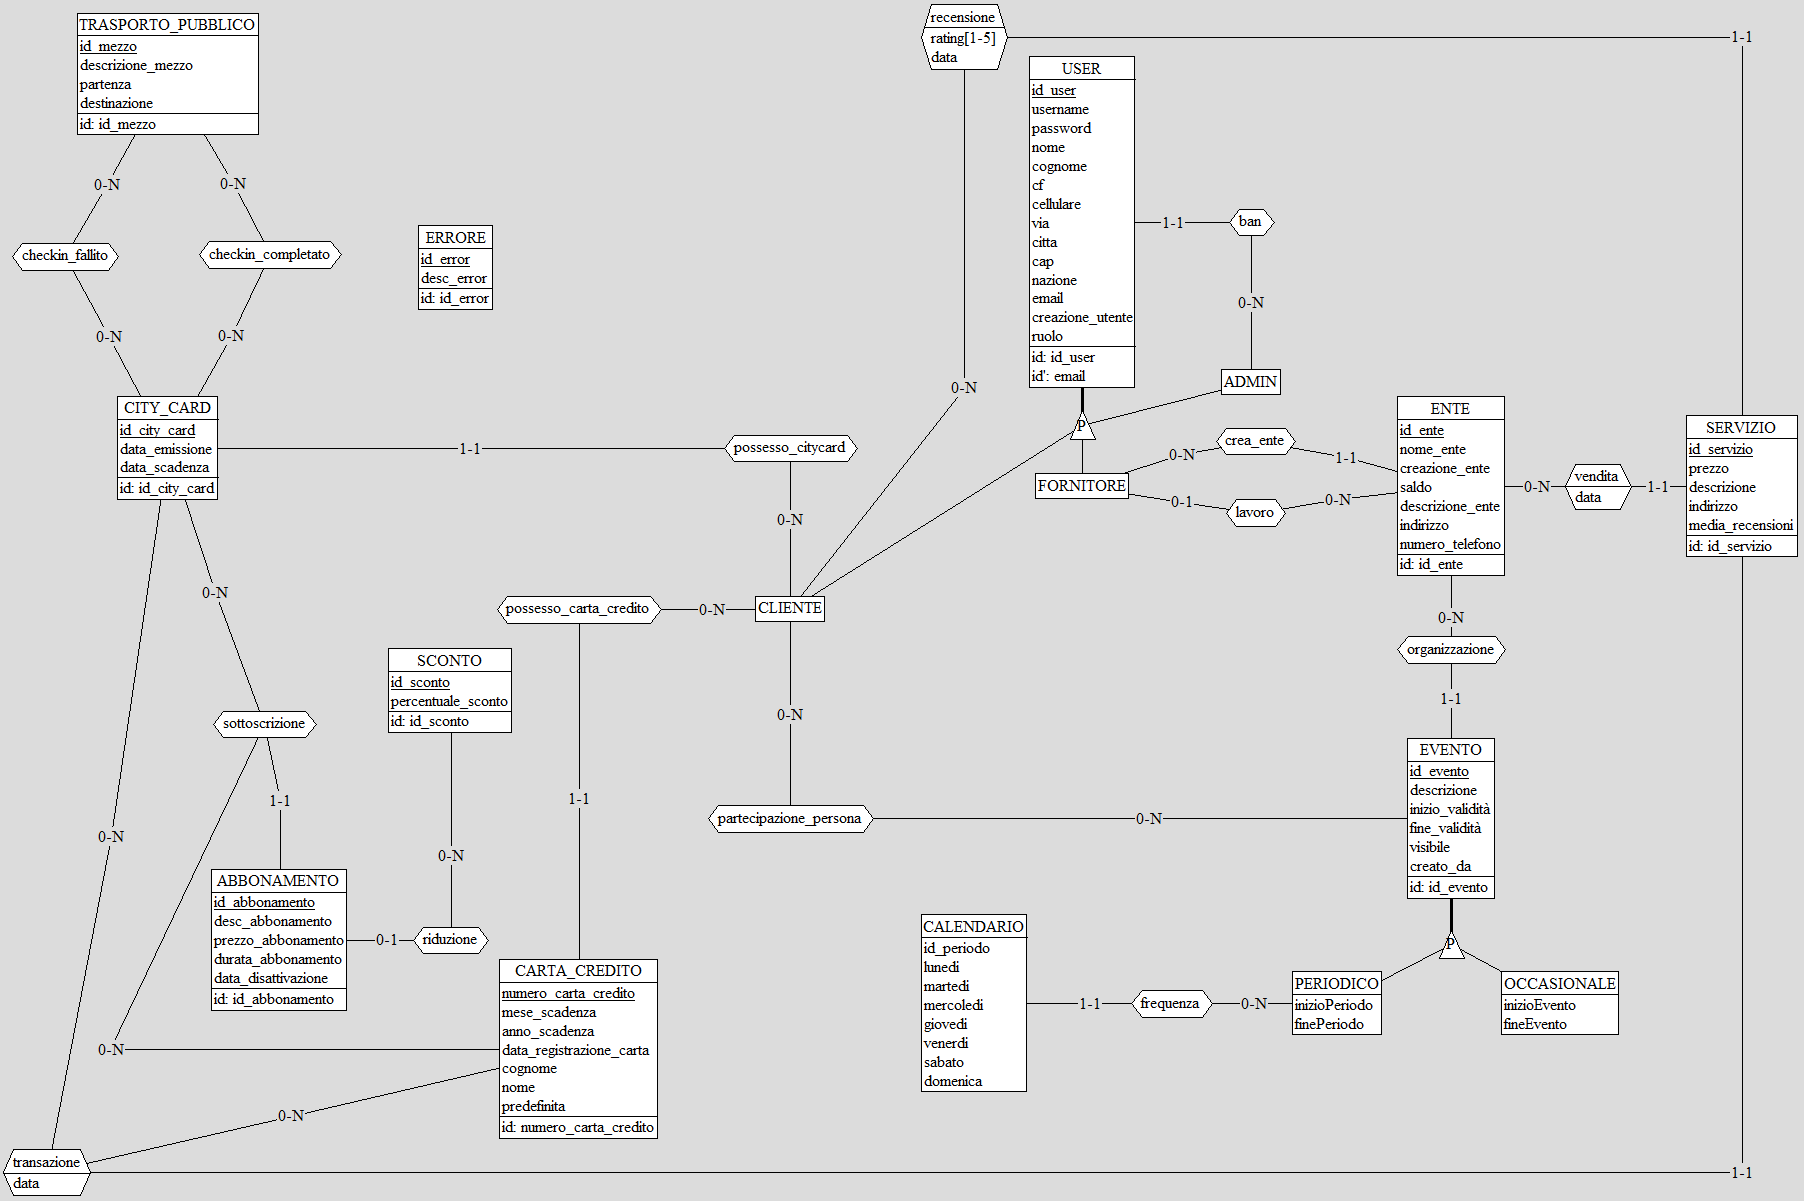 TRASPORTO_PUBBLICO
id_mezzo
descrizione_mezzo
partenza
destinazione
id: id_mezzo
0-N
0-N
checkin_fallito
checkin_completato
0-N
0-N
ERRORE
id_error
desc_error
id: id_error
CITY_CARD
id_city_card
data_emissione
data_scadenza
id: id_city_card
1-1
possesso_citycard
0-N
recensione
rating[1-5]
data
1-1
0-N
USER
id_user
username
password
nome
cognome
cf
cellulare
via
citta
cap
nazione
email
creazione_utente
ruolo
id: id_user
id': email
1-1
ban
0-N
ADMIN
P
FORNITORE
0-N
crea_ente
1-1
0-1
lavoro
0-N
ENTE
id_ente
nome_ente
creazione_ente
saldo
descrizione_ente
indirizzo
numero_telefono
id: id_ente
0-N
vendita
data
1-1
SERVIZIO
id_servizio
prezzo
descrizione
indirizzo
media_recensioni
id: id_servizio
0-N
organizzazione
1-1
0-N
possesso_carta_credito
0-N
CLIENTE
SCONTO
id_sconto
percentuale_sconto
id: id_sconto
sottoscrizione
0-N
1-1
1-1
0-N
0-N
0-N
partecipazione_persona
0-N
EVENTO
id_evento
descrizione
inizio_validità
fine_validità
visibile
creato_da
id: id_evento
P
ABBONAMENTO
id_abbonamento
desc_abbonamento
prezzo_abbonamento
durata_abbonamento
data_disattivazione
id: id_abbonamento
0-1
riduzione
CARTA_CREDITO
numero_carta_credito
mese_scadenza
anno_scadenza
data_registrazione_carta
cognome
nome
predefinita
id: numero_carta_credito
CALENDARIO
id_periodo
lunedi
martedi
mercoledi
giovedi
venerdi
sabato
domenica
1-1
frequenza
0-N
PERIODICO
inizioPeriodo
finePeriodo
OCCASIONALE
inizioEvento
fineEvento
0-N
0-N
transazione
data
1-1